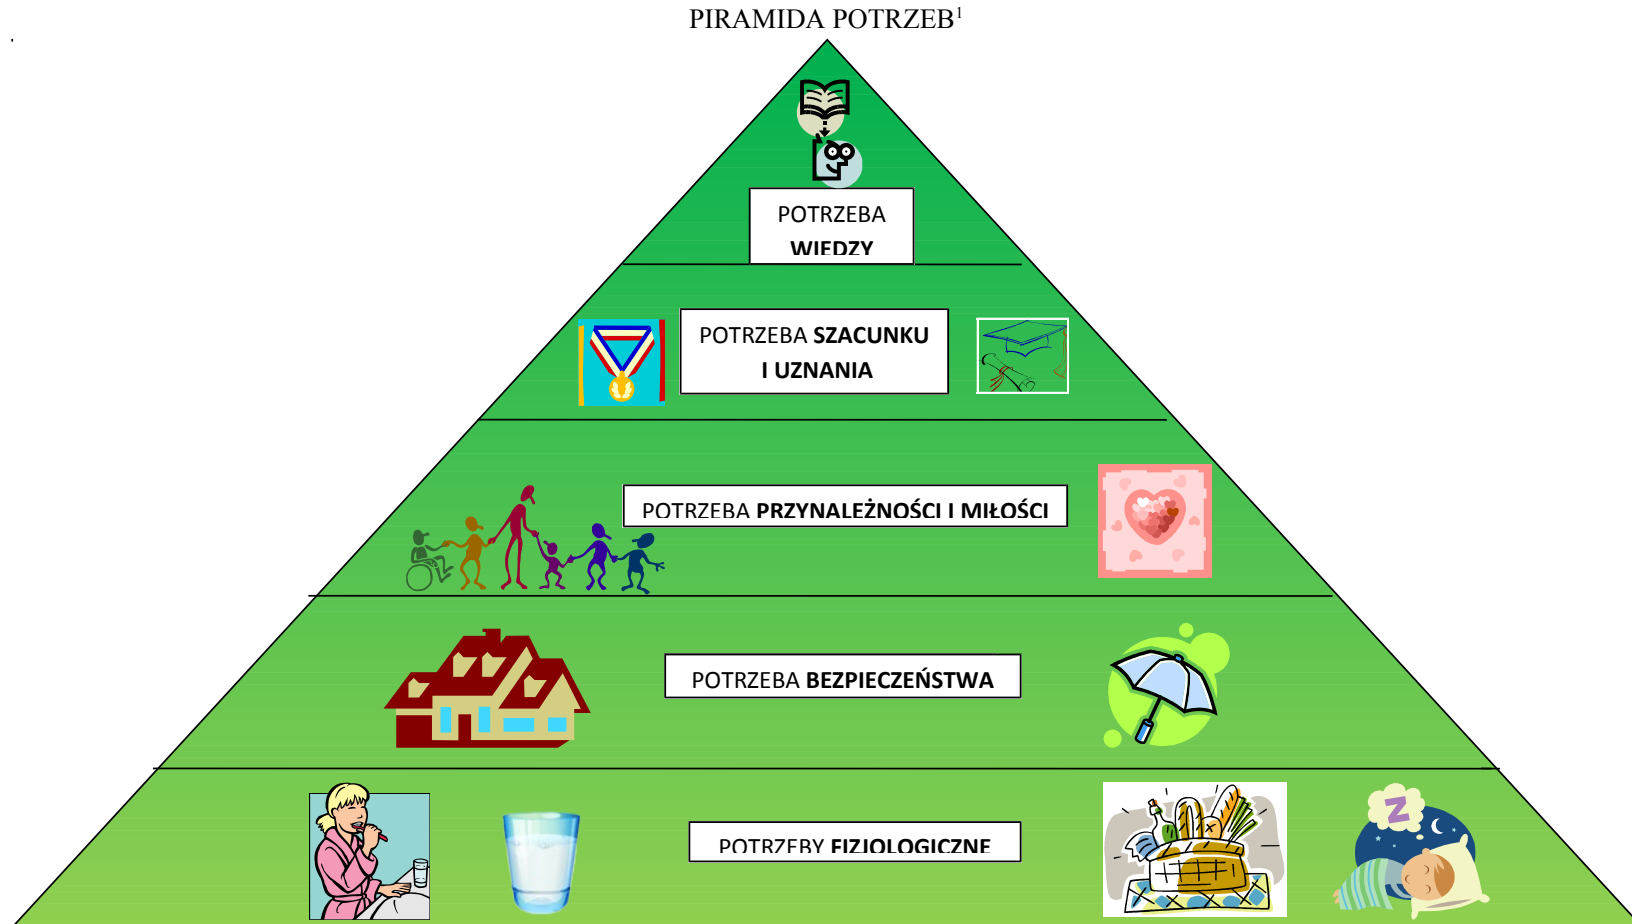 PIRAMIDA POTRZEB¹
POTRZEBA
WIEDZY
POTRZEBA SZACUNKU
I UZNANIA
POTRZEBA PRZYNALEŻNOŚCI I MIŁOŚCI
POTRZEBA BEZPIECZEŃSTWA
POTRZEBY FIZJOLOGICZNE
Z